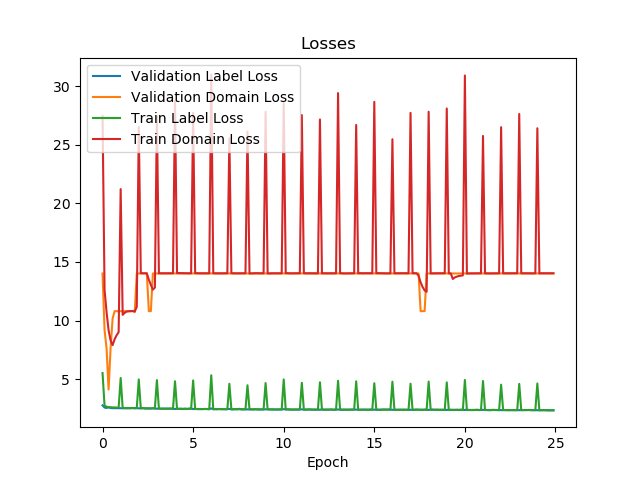 Losses
Validation Label Loss
Validation Domain Loss
Train Label Loss
Train Domain Loss
30
25
20
15
10
5
0 5 10 15 20 25
Epoch